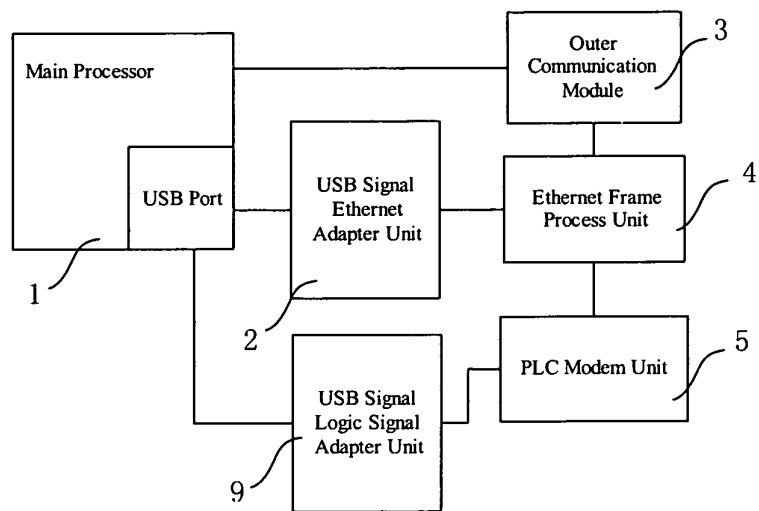 Main Processor
USB Port
1
USB Signal
Ethernet
Adapter Unit
2
Outer
Communication
Module
3
Ethernet Frame
Process Unit
4
PLC Modem Unit
5
USB Signal
Logic Signal
Adapter Unit
9